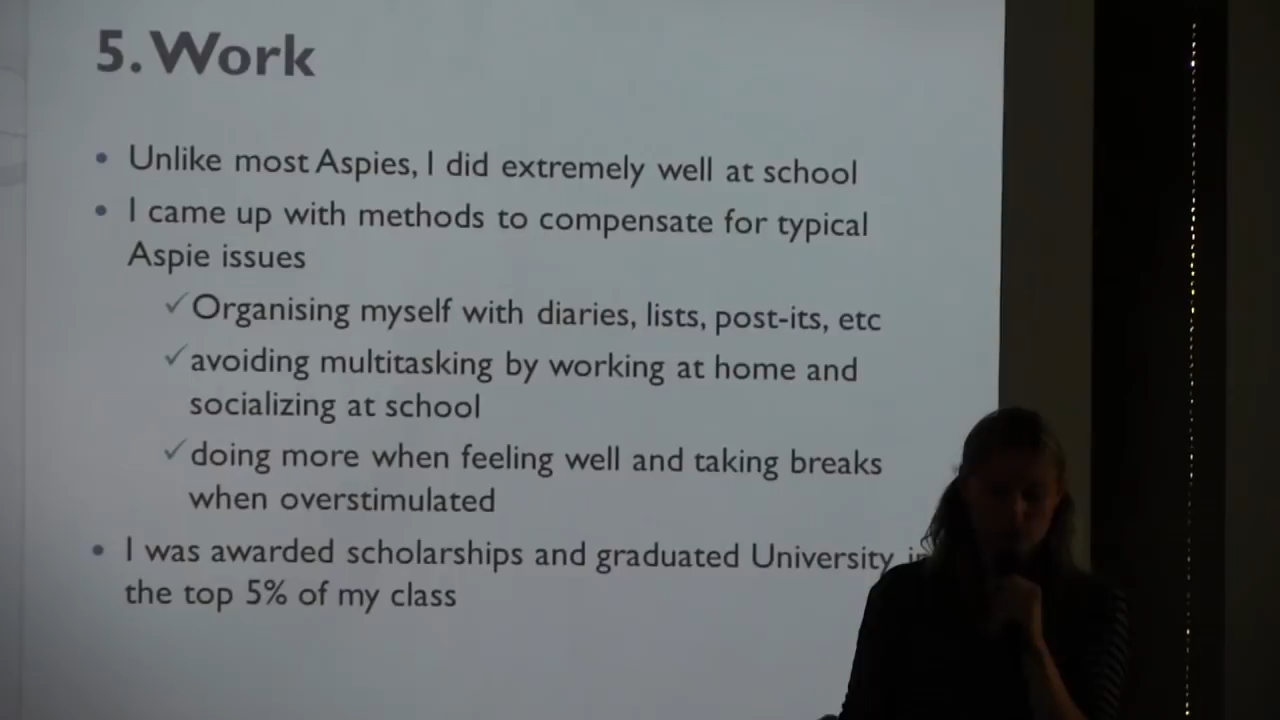 5. Work
• Unlike most Aspies, I did extremely well at school
• I came up with methods to compensate for typical
Aspie issues
✓ Organising myself with diaries, lists, post-its, etc
✓ avoiding multitasking by working at home and
socializing at school
✓ doing more when feeling well and taking breaks
when overstimulated
• I was awarded scholarships and graduated University
the top 5% of my class